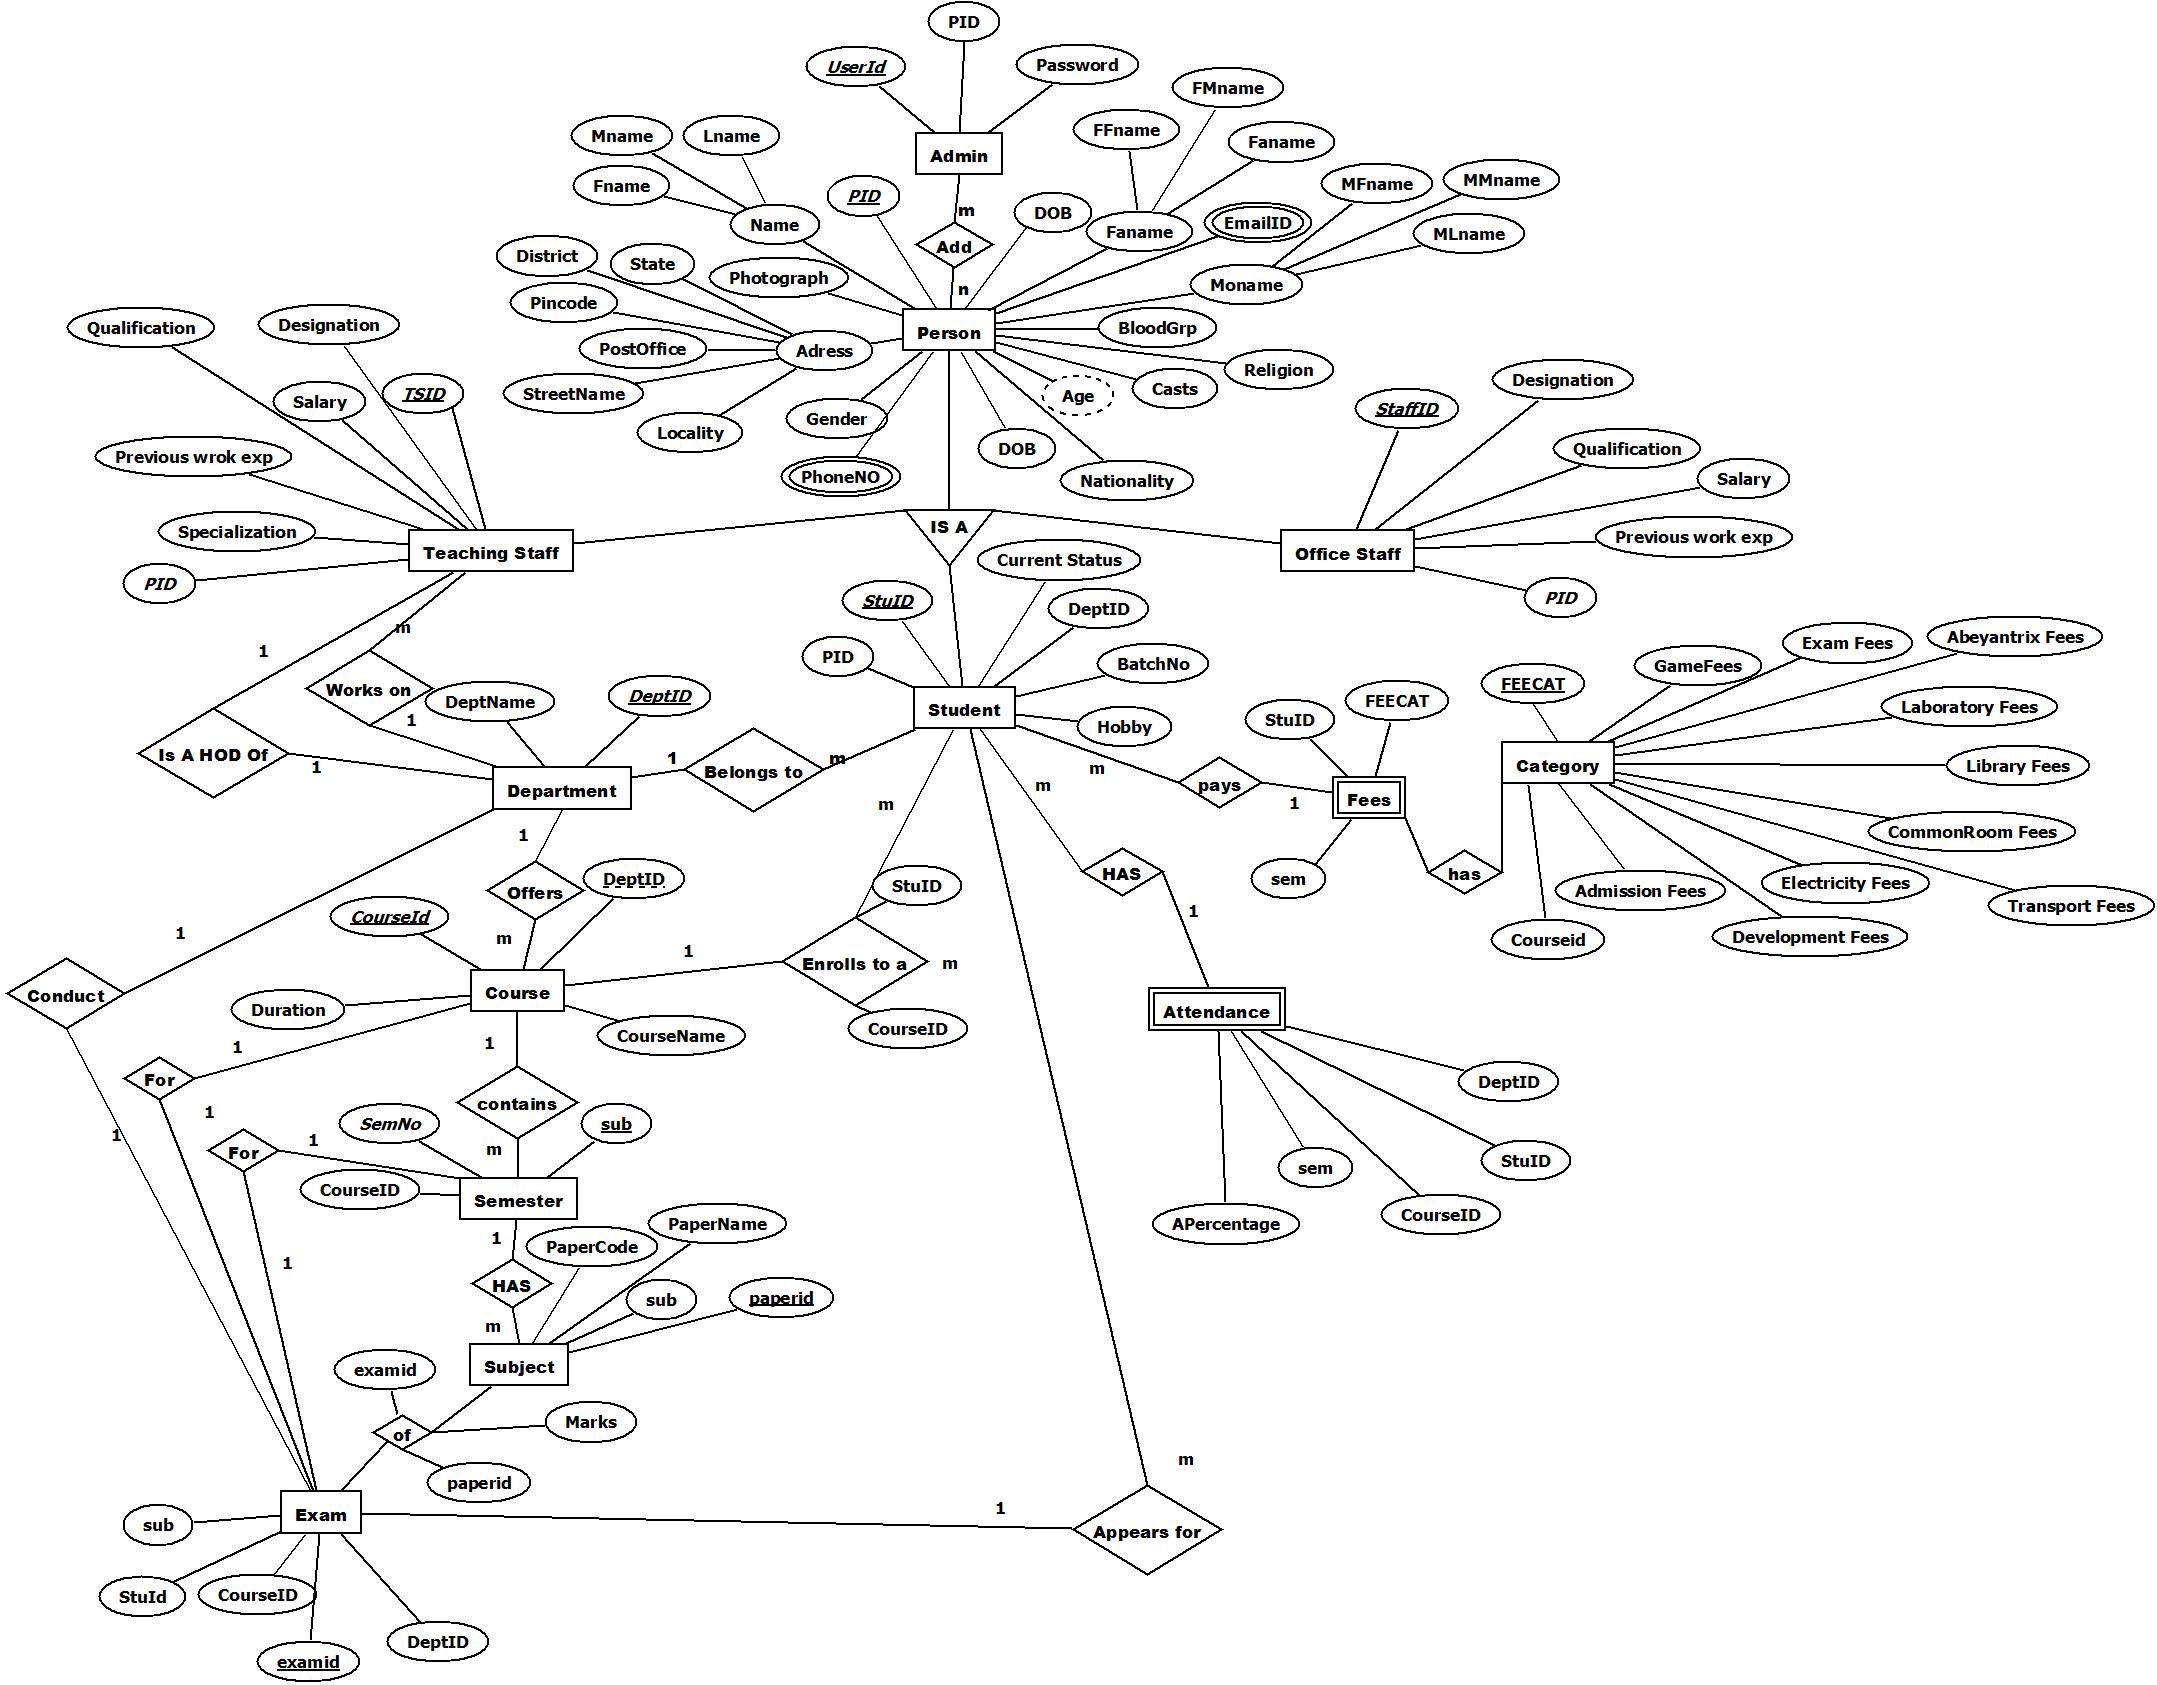 PID
UserId
Password
FMname
FFname
Mname
Lname
Faname
Admin
Fname
PID
MFname
MMname
m
DOB
Name
EmailID
Faname
MLname
Add
District
State
Photograph
Moname
n
Pincode
Qualification
Designation
Person
BloodGrp
PostOffice
Adress
Religion
Designation
StreetName
TSID
Salary
Age
Casts
StaffID
Locality
Gender
DOB
Qualification
Previous wrok exp
PhoneNO
Nationality
Salary
IS A
Specialization
Previous work exp
Teaching Staff
Office Staff
Current Status
PID
StuID
DeptID
PID
m
Abeyantrix Fees
Exam Fees
1
PID
BatchNo
GameFees
FEECAT
Works on
DeptName
DeptID
FEECAT
Student
Laboratory Fees
1
StuID
Hobby
Is A HOD Of
1
1
m
Belongs to
m
Category
Library Fees
Department
m
pays
Fees
1
m
CommonRoom Fees
1
Offers
DeptID
StuID
HAS
has
sem
Admission Fees
Electricity Fees
CourseId
Transport Fees
1
m
1
1
Courseid
Development Fees
Enrolls to a
m
Conduct
Course
Duration
Attendance
CourseName
CourseID
1
1
For
DeptID
contains
1
SemNo
sub
1
For
1
m
StuID
sem
CourseID
Semester
CourseID
PaperName
APercentage
1
PaperCode
1
HAS
sub
paperid
m
Subject
examid
Marks
of
m
paperid
1
Exam
sub
Appears for
StuId
CourseID
DeptID
examid